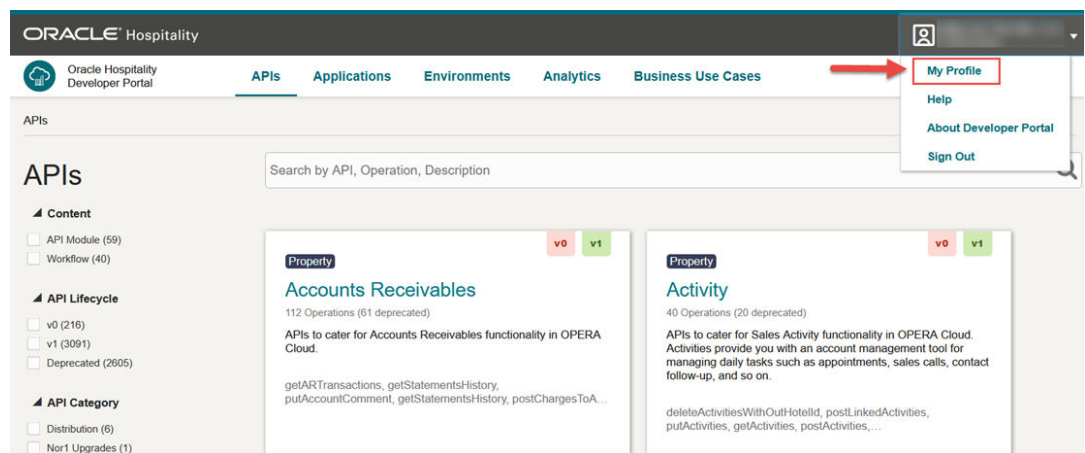 ORACLE Hospitality
Oracle Hospitality
Developer Portal
APIs Applications Environments Analytics Business Use Cases
My Profile
Help
About Developer Portal
Sign Out
APIs
APIs
Search by API, Operation, Description
Content
API Module (59)
Workflow (40)
API Lifecycle
v0 (216)
v1 (3091)
Deprecated (2605)
API Category
Distribution (6)
Nor1 Upgrades (1)
v0 v1
Property
Accounts Receivables
112 Operations (61 deprecated)
APIs to cater for Accounts Receivables functionality in OPERA
Cloud.
getARTransactions, getStatementsHistory,
putAccountComment, getStatementsHistory, postChargesToA...
v0 v1
Property
Activity
40 Operations (20 deprecated)
APIs to cater for Sales Activity functionality in OPERA Cloud.
Activities provide you with an account management tool for
managing daily tasks such as appointments, sales calls, contact
follow-up, and so on.
deleteActivitiesWithOutHotelId, postLinkedActivities,
putActivities, getActivities, postActivities,...